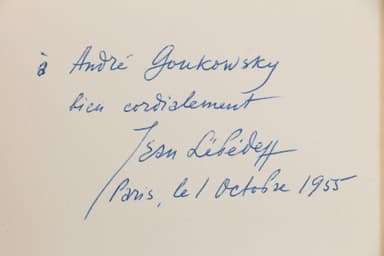 à André Goukowsky
bien cordialement
Jean Lébédeff
Paris, le 1 Octobre 1955